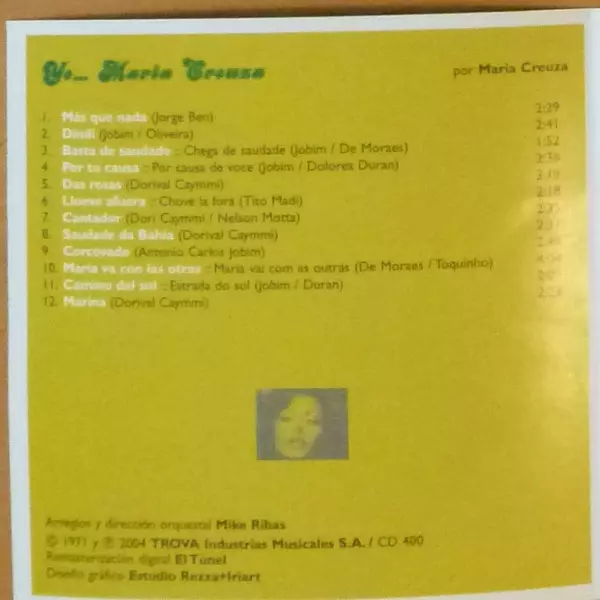 Yo... Maria Creuza
por Maria Creuza
1. Más que nada (Jorge Ben) 2:29
2. Dindi (Jobim / Oliveira) 2:41
3. Basta de saudade :: Chega de saudade (Jobim / De Moraes) 1:52
4. Por tu causa :: Por causa de voce (Jobim / Dolores Duran)
5. Das rosas (Dorival Caymmi)
6. Llueve afuera :: Chove la fora (Tito Madi) 2:18
7. Cantador (Dori Caymmi / Nelson Motta)
8. Saudade da Bahia (Dorival Caymmi)
9. Corcovado (Antonio Carlos Jobim)
10. Maria va con las otras :: Maria vai com as outras (De Moraes / Toquinho)
11. Camino del sol :: Estrada do sol (Jobim / Duran)
12. Marina (Dorival Caymmi)
Arreglos y dirección orquestal Mike Ribas
© 1971 y ℗ 2004 TROVA Industrias Musicales S.A. / CD 400
Remasterización digital El Túnel
Diseño gráfico Estudio Rezza+Iriart